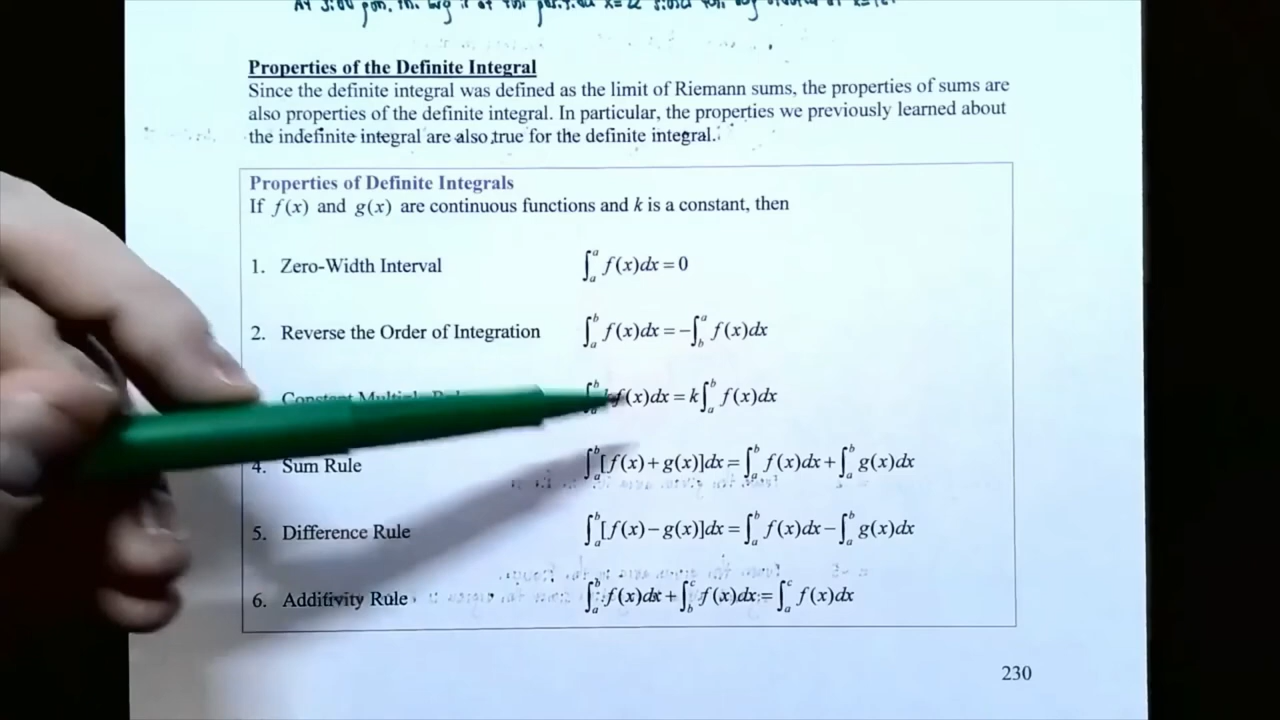 Properties of the Definite Integral
Since the definite integral was defined as the limit of Riemann sums, the properties of sums are
also properties of the definite integral. In particular, the properties we previously learned about
the indefinite integral are also true for the definite integral.
Properties of Definite Integrals
If f(x) and g(x) are continuous functions and k is a constant, then
1. Zero-Width Interval ∫_a^a f(x)dx = 0
2. Reverse the Order of Integration ∫_a^b f(x)dx = −∫_b^a f(x)dx
Constant ∫_a^b f(x)dx = k∫_a^b f(x)dx
4. Sum Rule ∫_a^b [f(x) + g(x)]dx = ∫_a^b f(x)dx + ∫_a^b g(x)dx
5. Difference Rule ∫_a^b [f(x) − g(x)]dx = ∫_a^b f(x)dx − ∫_a^b g(x)dx
6. Additivity Rule ∫_a^b f(x)dx + ∫_b^c f(x)dx = ∫_a^c f(x)dx
230